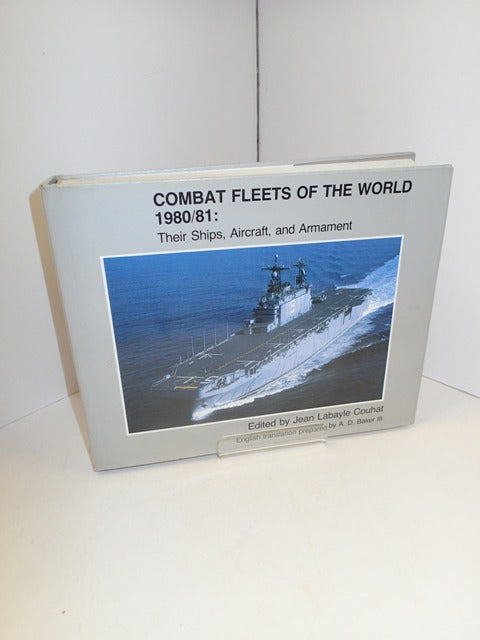 COMBAT FLEETS OF THE WORLD
1980/81:
Their Ships, Aircraft, and Armament
Edited by Jean Labayle Couhat
English translation prepared by A. D. Baker III